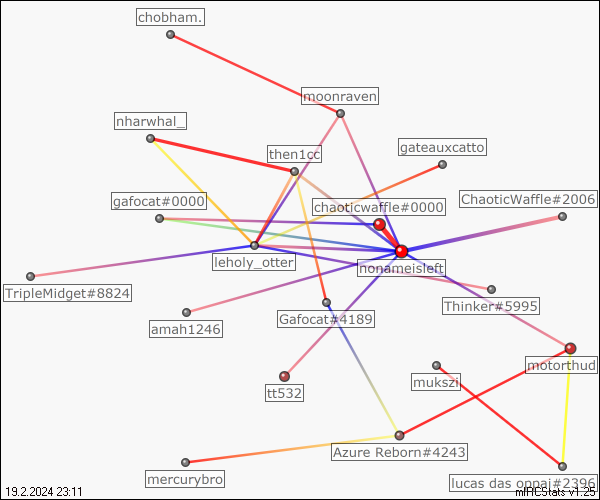 chobham.
moonraven
nharwhal_
then1cc
gateauxcatto
gafocat#0000
chaoticwaffle#0000
ChaoticWaffle#2006
leholy_otter
nonameisleft
TripleMidget#8824
Thinker#5995
amah1246
Gafocat#4189
motorthud
tt532
mukszi
Azure Reborn#4243
mercurybro
lucas das oppai#2396
19.2.2024 23:11
mIRCStats v1.25